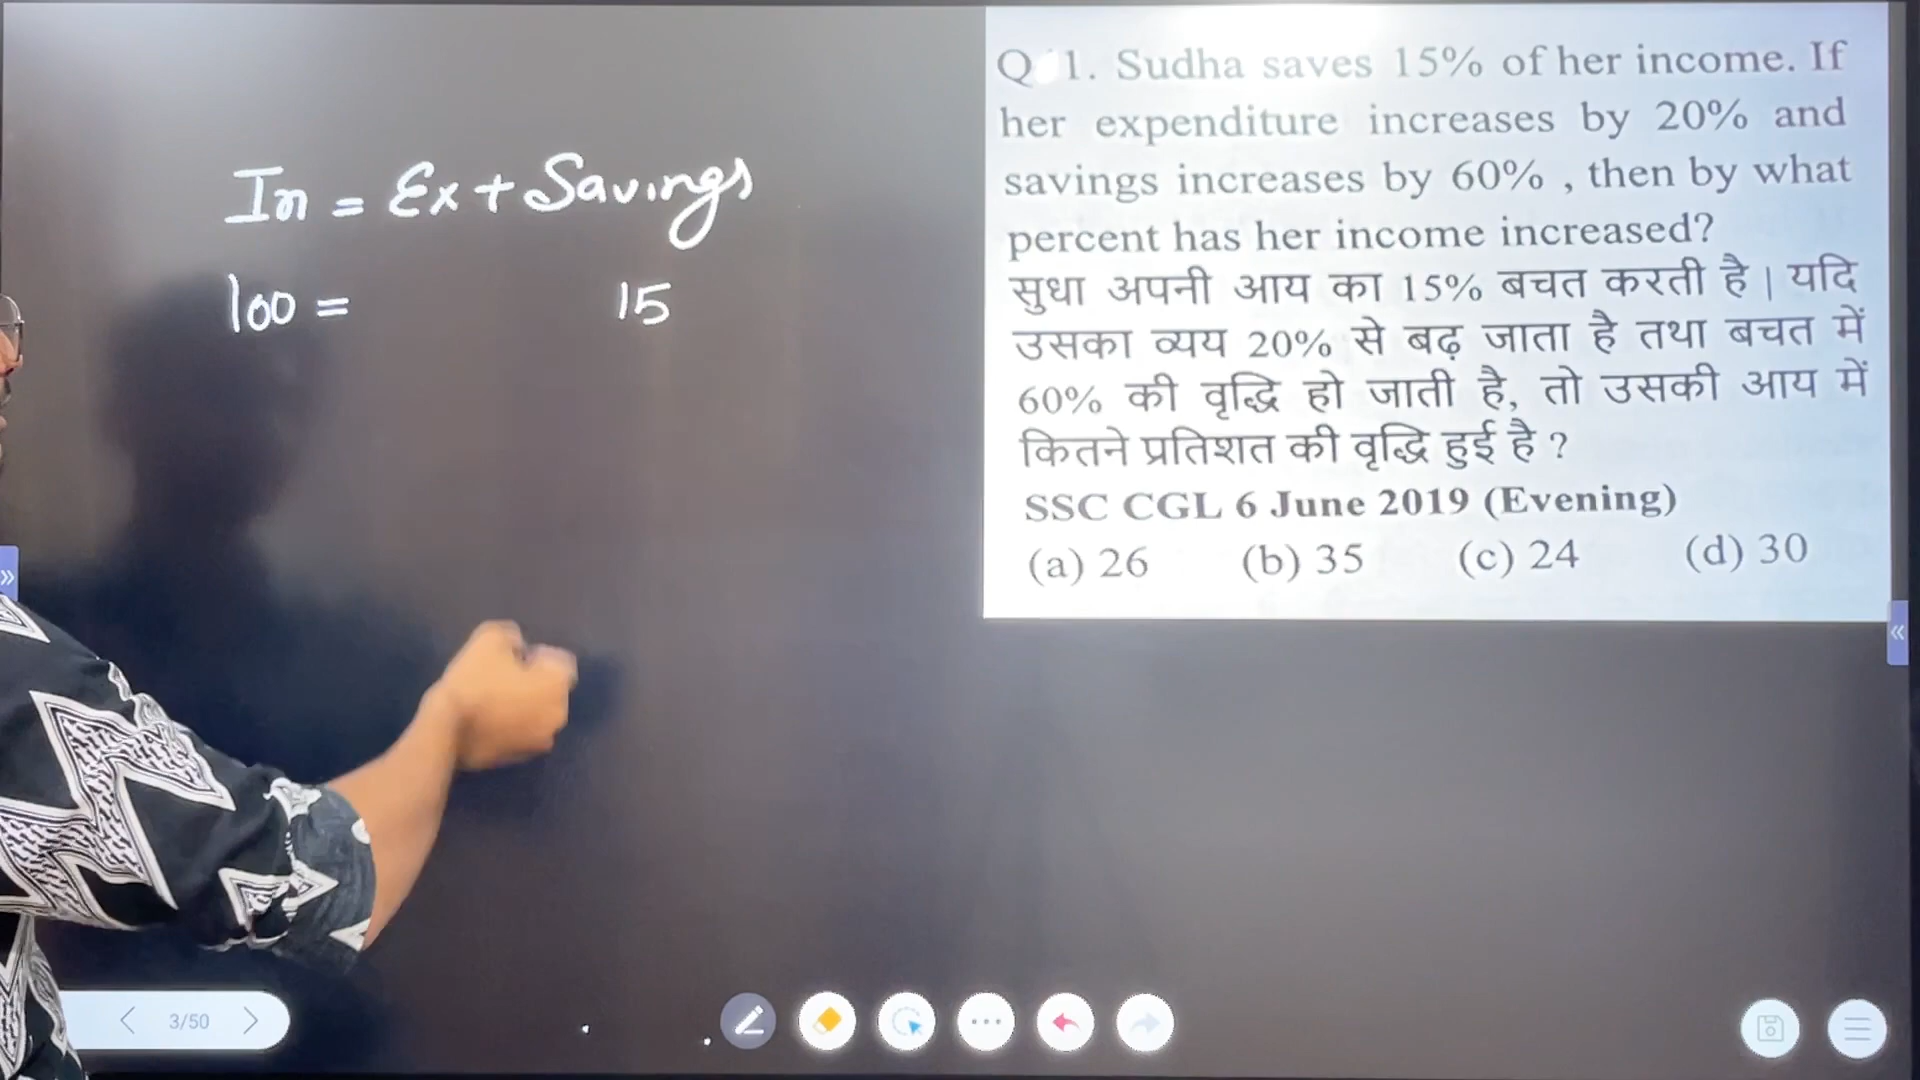 In = Ex + Savings
100 = 15
Q 1. Sudha saves 15% of her income. If
her expenditure increases by 20% and
savings increases by 60% , then by what
percent has her income increased?
सुधा अपनी आय का 15% बचत करती है | यदि
उसका व्यय 20% से बढ़ जाता है तथा बचत में
60% की वृद्धि हो जाती है, तो उसकी आय में
कितने प्रतिशत की वृद्धि हुई है ?
SSC CGL 6 June 2019 (Evening)
(a) 26 (b) 35 (c) 24 (d) 30
3/50